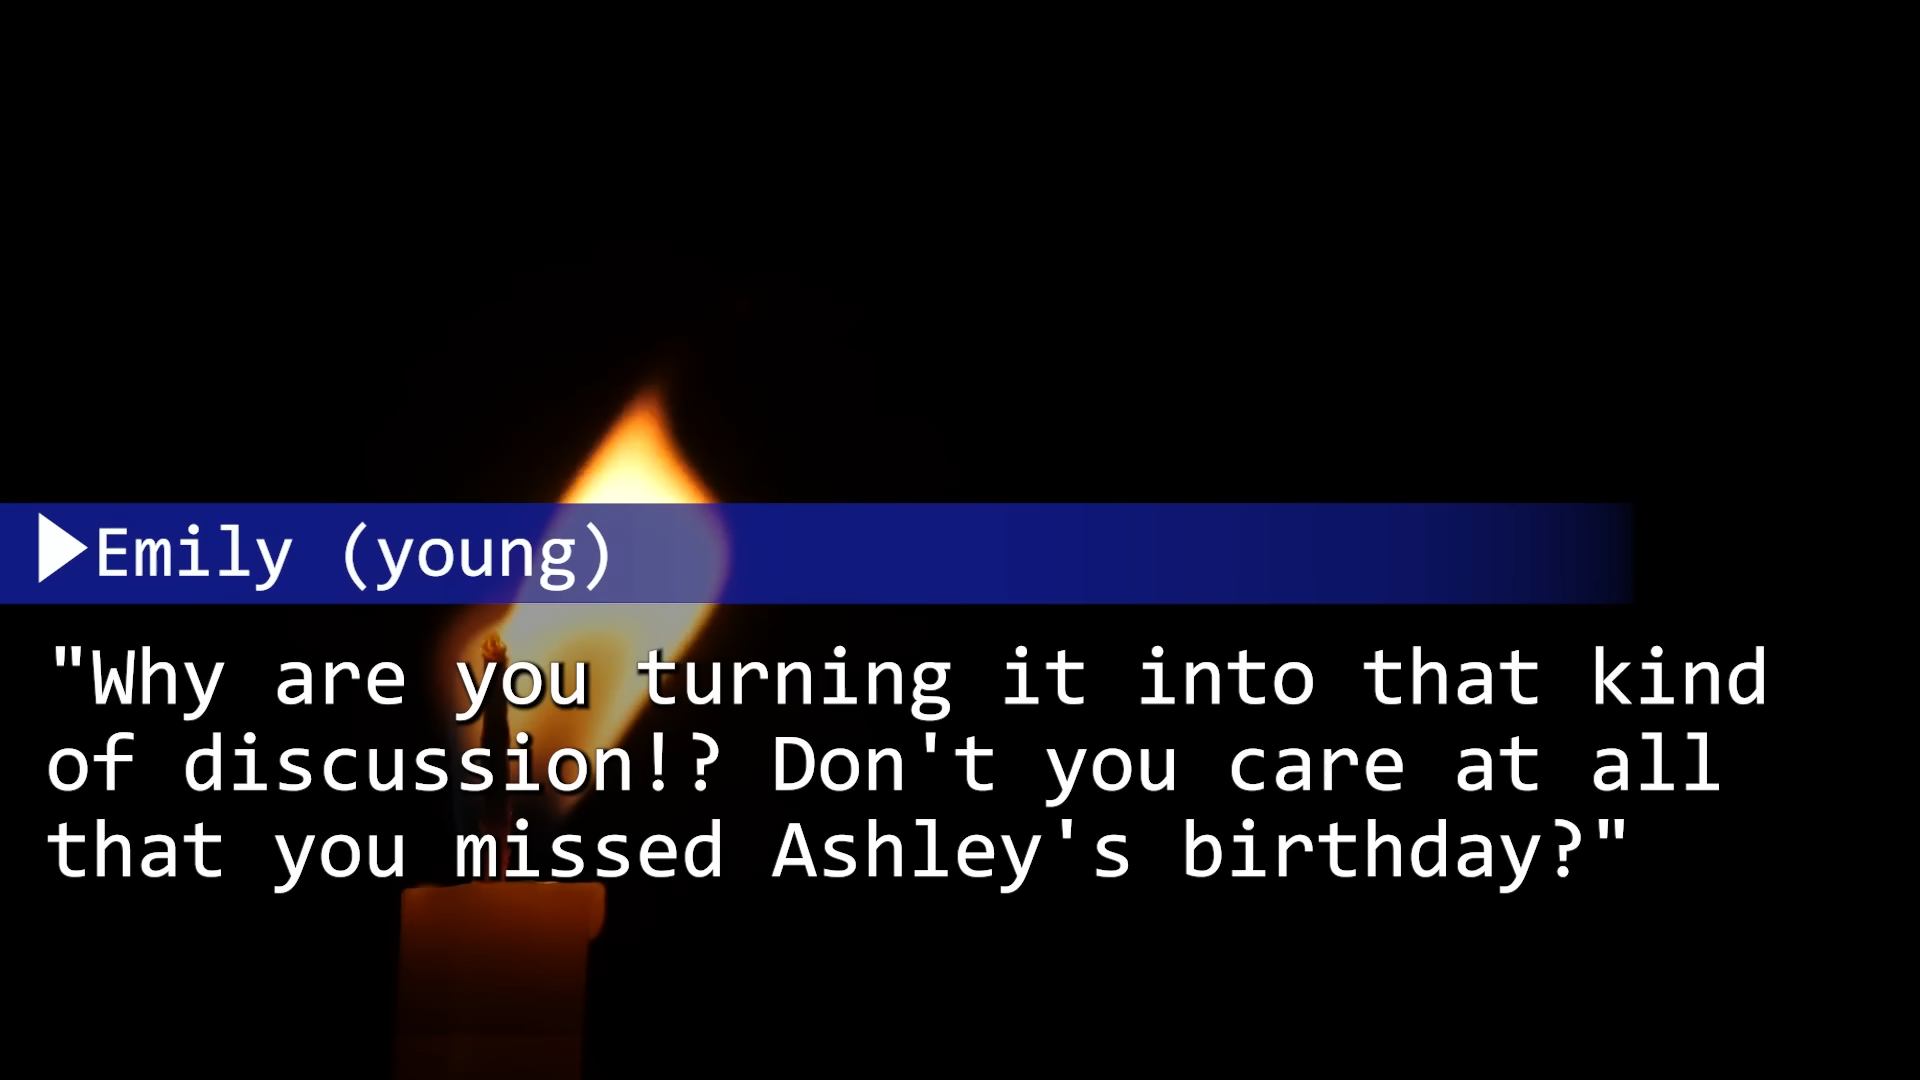 Emily (young)
"Why are you turning it into that kind
of discussion!? Don't you care at all
that you missed Ashley's birthday?"